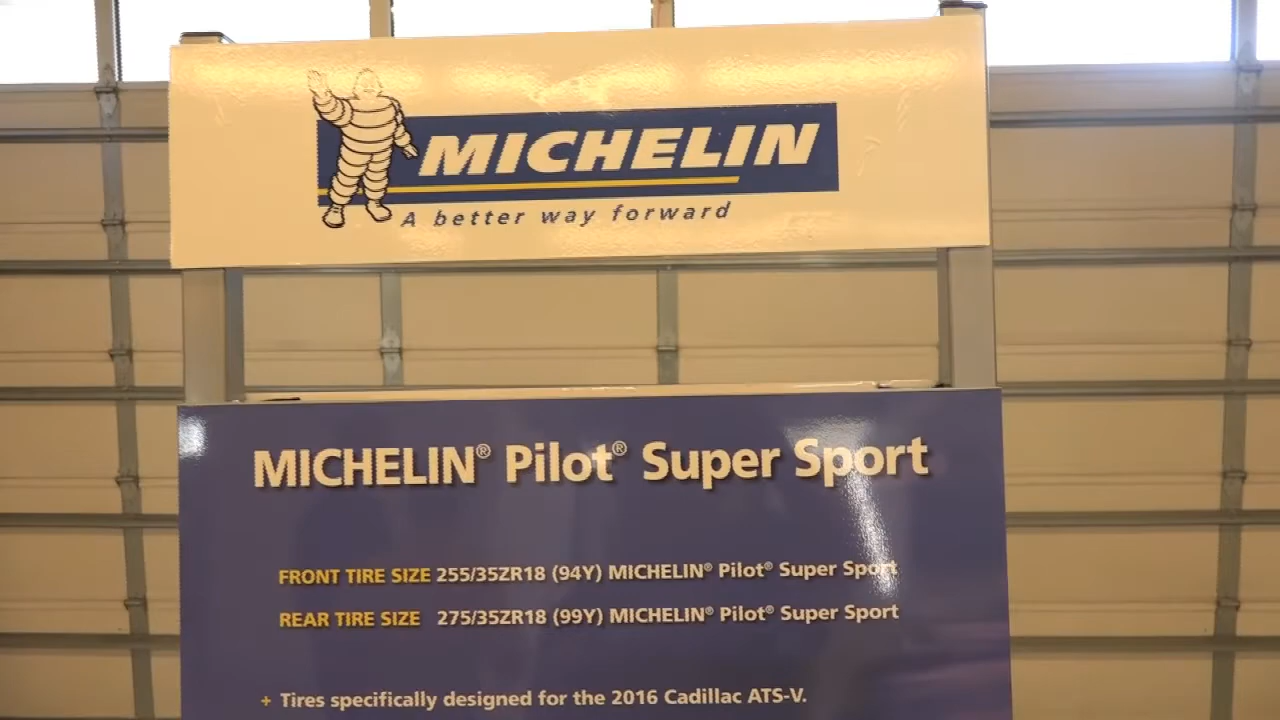 MICHELIN
A better way forward
MICHELIN® Pilot® Super Sport
FRONT TIRE SIZE 255/35ZR18 (94Y) MICHELIN® Pilot® Super Sport
REAR TIRE SIZE 275/35ZR18 (99Y) MICHELIN® Pilot® Super Sport
+ Tires specifically designed for the 2016 Cadillac ATS-V.